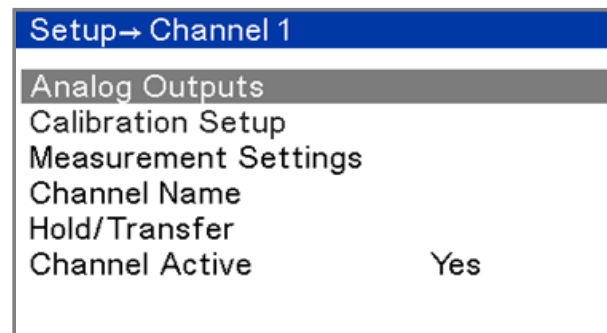 Setup→ Channel 1
Analog Outputs
Calibration Setup
Measurement Settings
Channel Name
Hold/Transfer
Channel Active Yes